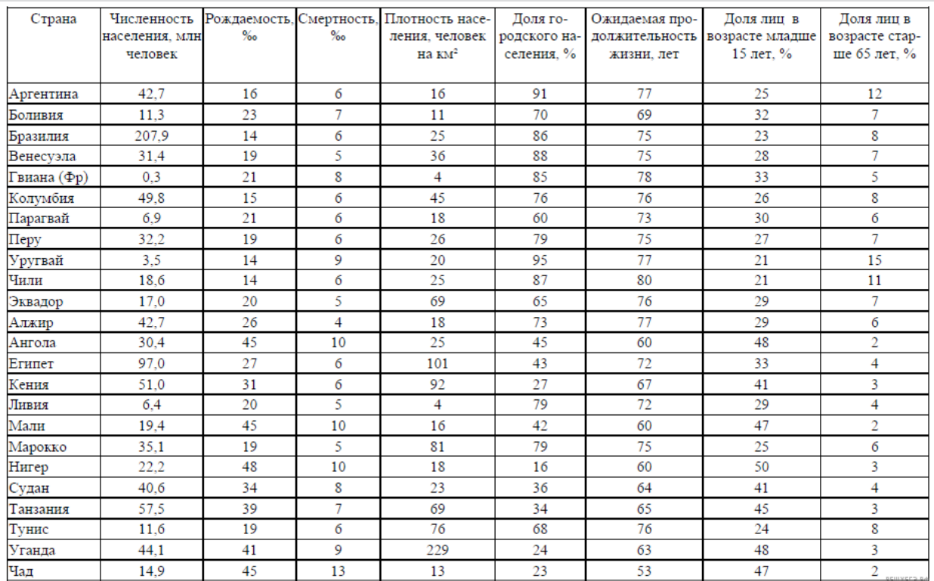 Страна Численность населения, млн человек Рождаемость, ‰ Смертность, ‰ Плотность насе- ления, человек на км² Доля го- родского на- селения, % Ожидаемая про- должительность жизни, лет Доля лиц в возрасте младше 15 лет, % Доля лиц в возрасте стар- ше 65 лет, %
Аргентина 42,7 16 6 16 91 77 25 12
Боливия 11,3 23 7 11 70 69 32 7
Бразилия 207,9 14 6 25 86 75 23 8
Венесуэла 31,4 19 5 36 88 75 28 7
Гвиана (Фр) 0,3 21 8 4 85 78 33 5
Колумбия 49,8 15 6 45 76 76 26 8
Парагвай 6,9 21 6 18 60 73 30 6
Перу 32,2 19 6 26 79 75 27 7
Уругвай 3,5 14 9 20 95 77 21 15
Чили 18,6 14 6 25 87 80 21 11
Эквадор 17,0 20 5 69 65 76 29 7
Алжир 42,7 26 4 18 73 77 29 6
Ангола 30,4 45 10 25 45 60 48 2
Египет 97,0 27 6 101 43 72 33 4
Кения 51,0 31 6 92 27 67 41 3
Ливия 6,4 20 5 4 79 72 29 4
Мали 19,4 45 10 16 42 60 47 2
Марокко 35,1 19 5 81 79 75 25 6
Нигер 22,2 48 10 18 16 60 50 3
Судан 40,6 34 8 23 36 64 41 4
Танзания 57,5 39 7 69 34 65 45 3
Тунис 11,6 19 6 76 68 76 24 8
Уганда 44,1 41 9 229 24 63 48 3
Чад 14,9 45 13 13 23 53 47 2